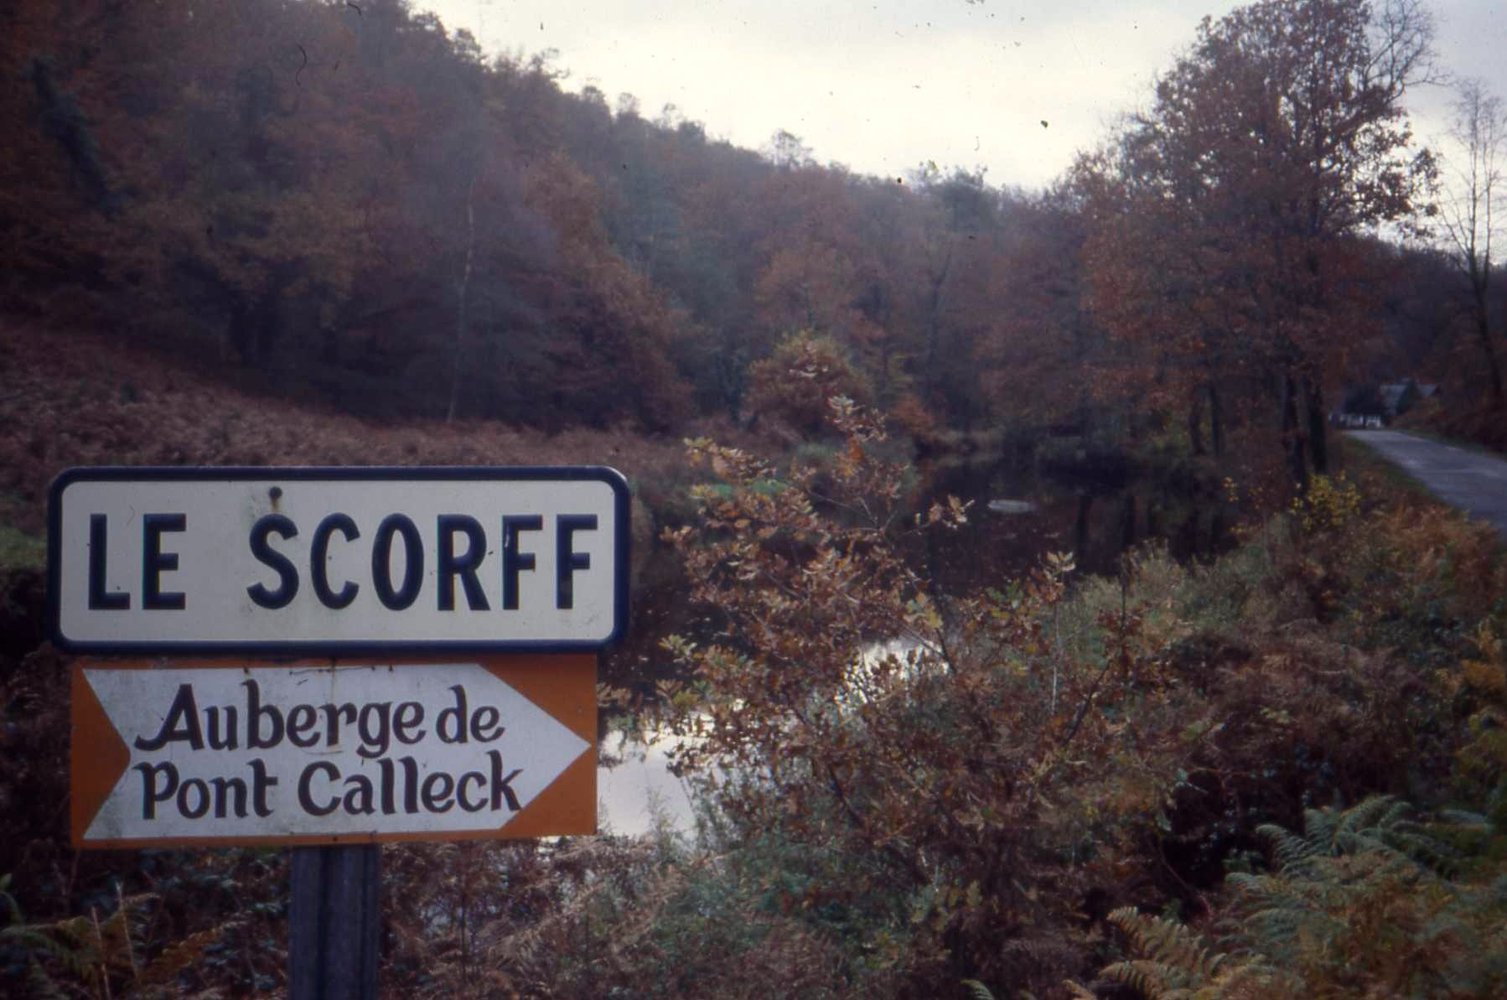 LE SCORFF
Auberge de
Pont Calleck